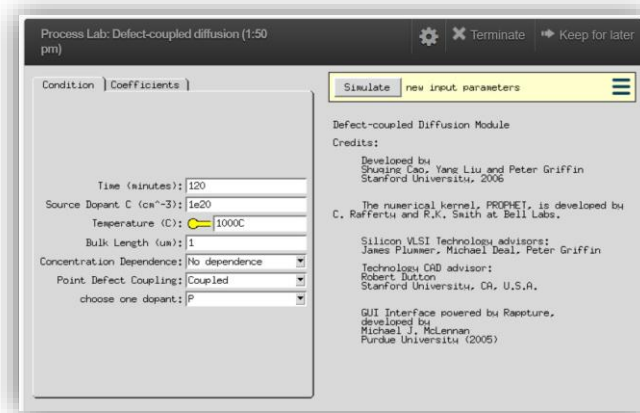 Process Lab: Defect-coupled diffusion (1:50
pm)
Terminate
Keep for later
Condition
Coefficients
Time (minutes): 120
Source Dopant C (cm^-3): 1e20
Temperature (C): 1000C
Bulk Length (um): 1
Concentration Dependence: No dependence
Point Defect Coupling: Coupled
choose one dopant: P
Simulate new input parameters
Defect-coupled Diffusion Module
Credits:
Developed by
Shuqing Cao, Yang Liu and Peter Griffin
Stanford University, 2006
The numerical kernel, PROPHET, is developed by
C. Rafferty and R.K. Smith at Bell Labs.
Silicon VLSI Technology advisors:
James Plummer, Michael Deal, Peter Griffin
Technology CAD advisor:
Robert Dutton
Stanford University, CA, U.S.A.
GUI Interface powered by Rappture,
developed by
Michael J. McLennan
Purdue University (2005)